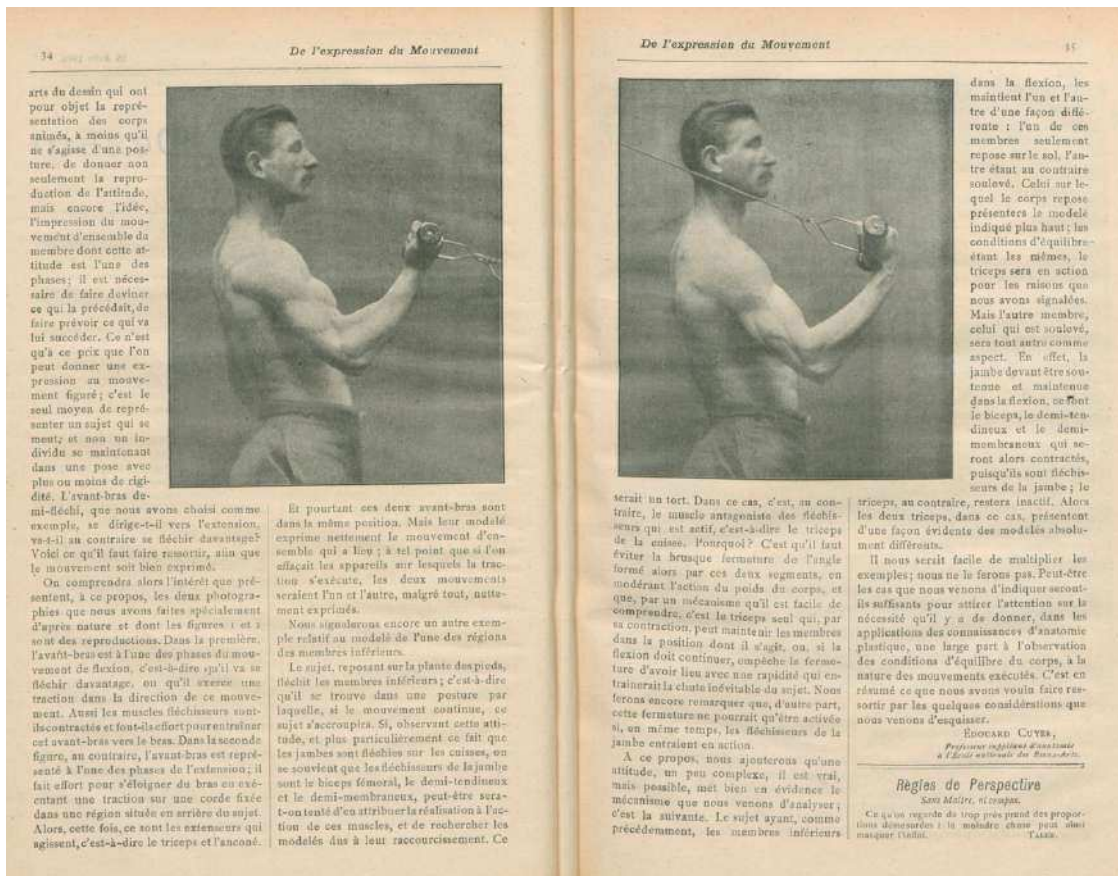 34
De l'expression du Mouvement
arts du dessin qui ont
pour objet la repré-
sentation des corps
animés, à moins qu'il
ne s'agisse d'une pos-
ture, de donner non
seulement la repro-
duction de l'attitude,
mais encore l'idée,
l'impression du mou-
vement d'ensemble du
membre dont cette at-
titude est l'une des
phases; il est néces-
saire de faire deviner
ce qui la précédait, de
faire prévoir ce qui va
lui succéder. Ce n'est
qu'à ce prix que l'on
peut donner une ex-
pression au mouve-
ment figuré; c'est le
seul moyen de repré-
senter un sujet qui se
meut, et non un in-
dividu se maintenant
dans une pose avec
plus ou moins de rigi-
dité. L'avant-bras de-
mi-fléchi, que nous avons choisi comme
exemple, se dirige-t-il vers l'extension,
va-t-il au contraire se fléchir davantage?
Voici ce qu'il faut faire ressortir, afin que
le mouvement soit bien exprimé.
On comprendra alors l'intérêt que pré-
sentent, à ce propos, les deux photogra-
phies que nous avons faites spécialement
d'après nature et dont les figures 1 et 2
sont des reproductions. Dans la première,
l'avant-bras est à l'une des phases du mou-
vement de flexion, c'est-à-dire qu'il va se
fléchir davantage, ou qu'il exerce une
traction dans la direction de ce mouve-
ment. Aussi les muscles fléchisseurs sont-
ils contractés et font-ils effort pour entraîner
cet avant-bras vers le bras. Dans la seconde
figure, au contraire, l'avant-bras est repré-
senté à l'une des phases de l'extension; il
fait effort pour s'éloigner du bras en exé-
cutant une traction sur une corde fixée
dans une région située en arrière du sujet.
Alors, cette fois, ce sont les extenseurs qui
agissent, c'est-à-dire le triceps et l'anconé.
Et pourtant ces deux avant-bras sont
dans la même position. Mais leur modelé
exprime nettement le mouvement d'en-
semble qui a lieu; à tel point que si l'on
effaçait les appareils sur lesquels la trac-
tion s'exécute, les deux mouvements
seraient l'un et l'autre, malgré tout, nette-
ment exprimés.
Nous signalerons encore un autre exem-
ple relatif au modelé de l'une des régions
des membres inférieurs.
Le sujet, reposant sur la plante des pieds,
fléchit les membres inférieurs; c'est-à-dire
qu'il se trouve dans une posture par
laquelle, si le mouvement continue, ce
sujet s'accroupira. Si, observant cette atti-
tude, et plus particulièrement ce fait que
les jambes sont fléchies sur les cuisses, on
se souvient que les fléchisseurs de la jambe
sont le biceps fémoral, le demi-tendineux
et le demi-membraneux, peut-être sera-
t-on tenté d'en attribuer la réalisation à l'ac-
tion de ces muscles, et de rechercher les
modelés dus à leur raccourcissement. Ce
De l'expression du Mouvement
35
dans la flexion, les
maintient l'un et l'au-
tre d'une façon diffé-
rente : l'un de ces
membres seulement
repose sur le sol, l'au-
tre étant au contraire
soulevé. Celui sur le-
quel le corps repose
présentera le modelé
indiqué plus haut; les
conditions d'équilibre
étant les mêmes, le
triceps sera en action
pour les raisons que
nous avons signalées.
Mais l'autre membre,
celui qui est soulevé,
sera tout autre comme
aspect. En effet, la
jambe devant être sou-
tenue et maintenue
dans la flexion, ce sont
le biceps, le demi-ten-
dineux et le demi-
membraneux qui se-
ront alors contractés,
puisqu'ils sont fléchis-
seurs de la jambe; le
serait un tort. Dans ce cas, c'est, au con-
traire, le muscle antagoniste des fléchis-
seurs qui est actif, c'est-à-dire le triceps
de la cuisse. Pourquoi? C'est qu'il faut
éviter la brusque fermeture de l'angle
formé alors par ces deux segments, en
modérant l'action du poids du corps, et
que, par un mécanisme qu'il est facile de
comprendre, c'est le triceps seul qui, par
sa contraction, peut maintenir les membres
dans la position dont il s'agit, ou, si la
flexion doit continuer, empêche la ferme-
ture d'avoir lieu avec une rapidité qui en-
traînerait la chute inévitable du sujet. Nous
ferons encore remarquer que, d'autre part,
cette fermeture ne pourrait qu'être activée
si, en même temps, les fléchisseurs de la
jambe entraient en action.
A ce propos, nous ajouterons qu'une
attitude, un peu complexe, il est vrai,
mais possible, met bien en évidence le
mécanisme que nous venons d'analyser;
c'est la suivante. Le sujet ayant, comme
précédemment, les membres inférieurs
triceps, au contraire, restera inactif. Alors
les deux triceps, dans ce cas, présentent
d'une façon évidente des modelés absolu-
ment différents.
Il nous serait facile de multiplier les
exemples; nous ne le ferons pas. Peut-être
les cas que nous venons d'indiquer seront-
ils suffisants pour attirer l'attention sur la
nécessité qu'il y a de donner, dans les
applications des connaissances d'anatomie
plastique, une large part à l'observation
des conditions d'équilibre du corps, à la
nature des mouvements exécutés. C'est en
résumé ce que nous avons voulu faire res-
sortir par les quelques considérations que
nous venons d'esquisser.
ÉDOUARD CUYER,
Professeur suppléant d'anatomie
à l'École nationale des Beaux-Arts.
Règles de Perspective
Sans Maître, ni compas.
Ce qu'on regarde de trop près prend des propor-
tions démesurées : la moindre chose peut ainsi
masquer l'infini.